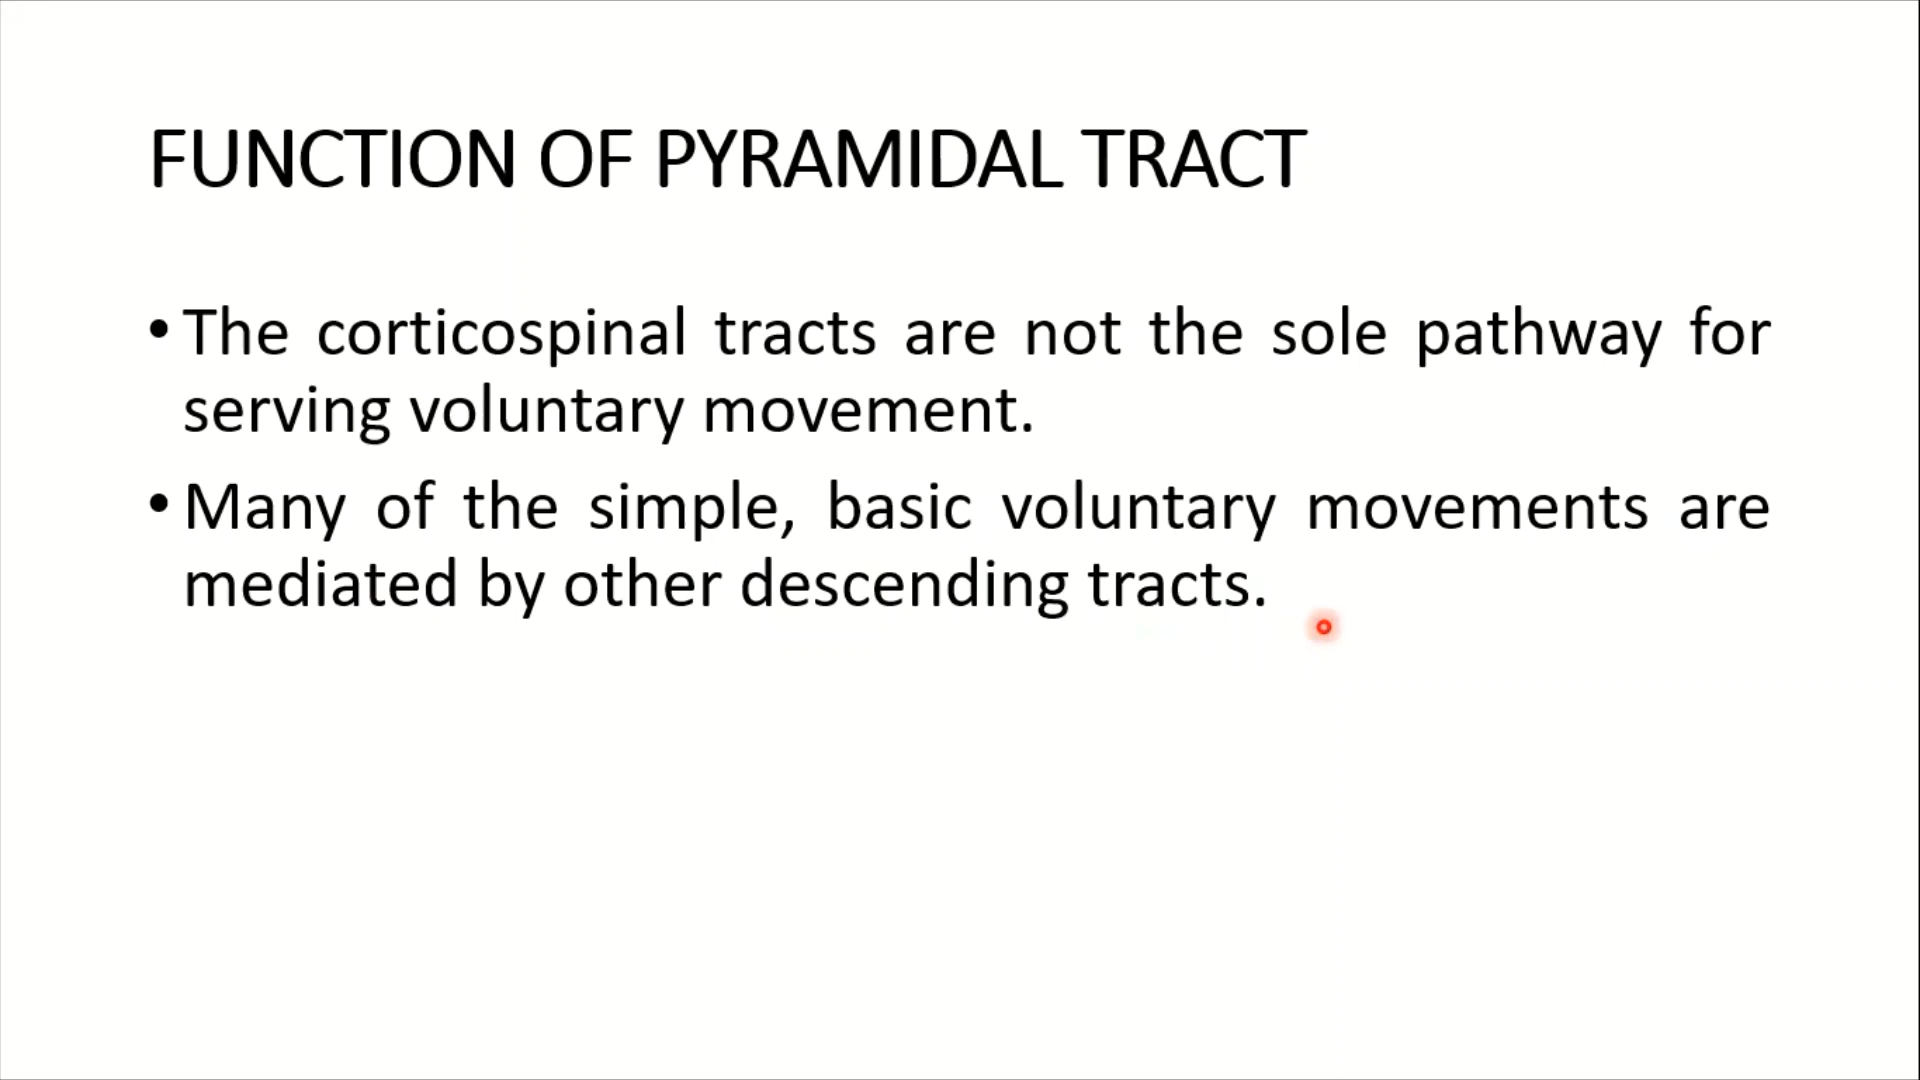 FUNCTION OF PYRAMIDAL TRACT
• The corticospinal tracts are not the sole pathway for
serving voluntary movement.
• Many of the simple, basic voluntary movements are
mediated by other descending tracts.